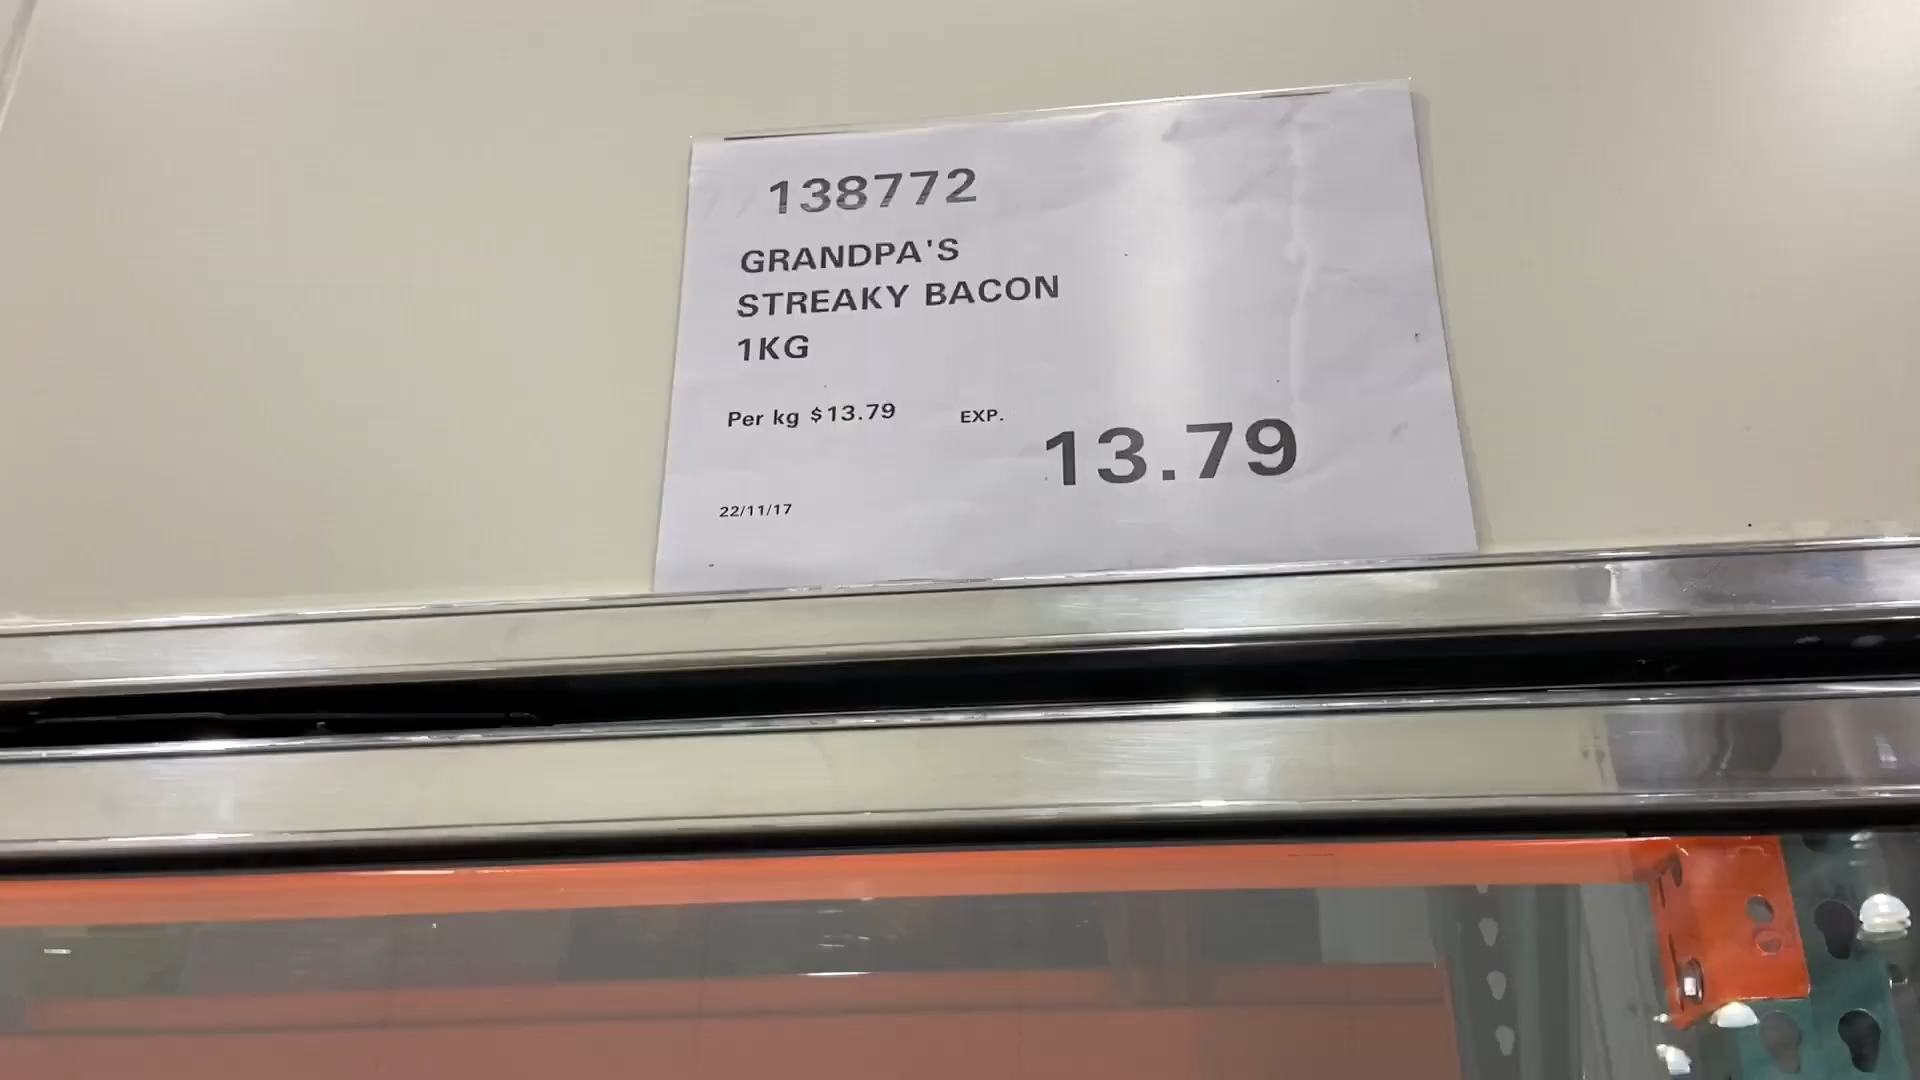 138772
GRANDPA'S
STREAKY BACON
1KG
Per kg $13.79 EXP. 13.79
22/11/17